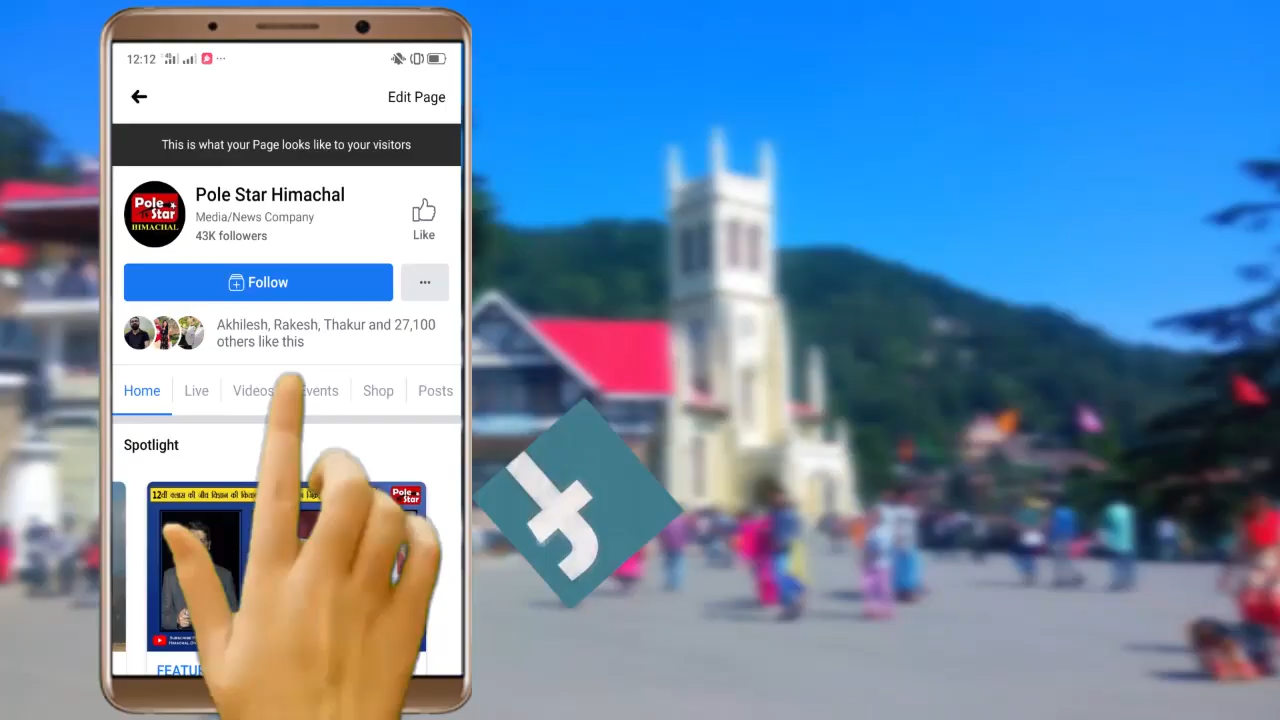 12:12
Edit Page
This is what your Page looks like to your visitors
Pole Star Himachal
Media/News Company
43K followers
Like
Pole
Star
HIMACHAL
Follow
Akhilesh, Rakesh, Thakur and 27,100
others like this
Home
Live
Videos
Events
Shop
Posts
Spotlight
12वीं क्लास की जीव विज्ञान की
Pole
Star